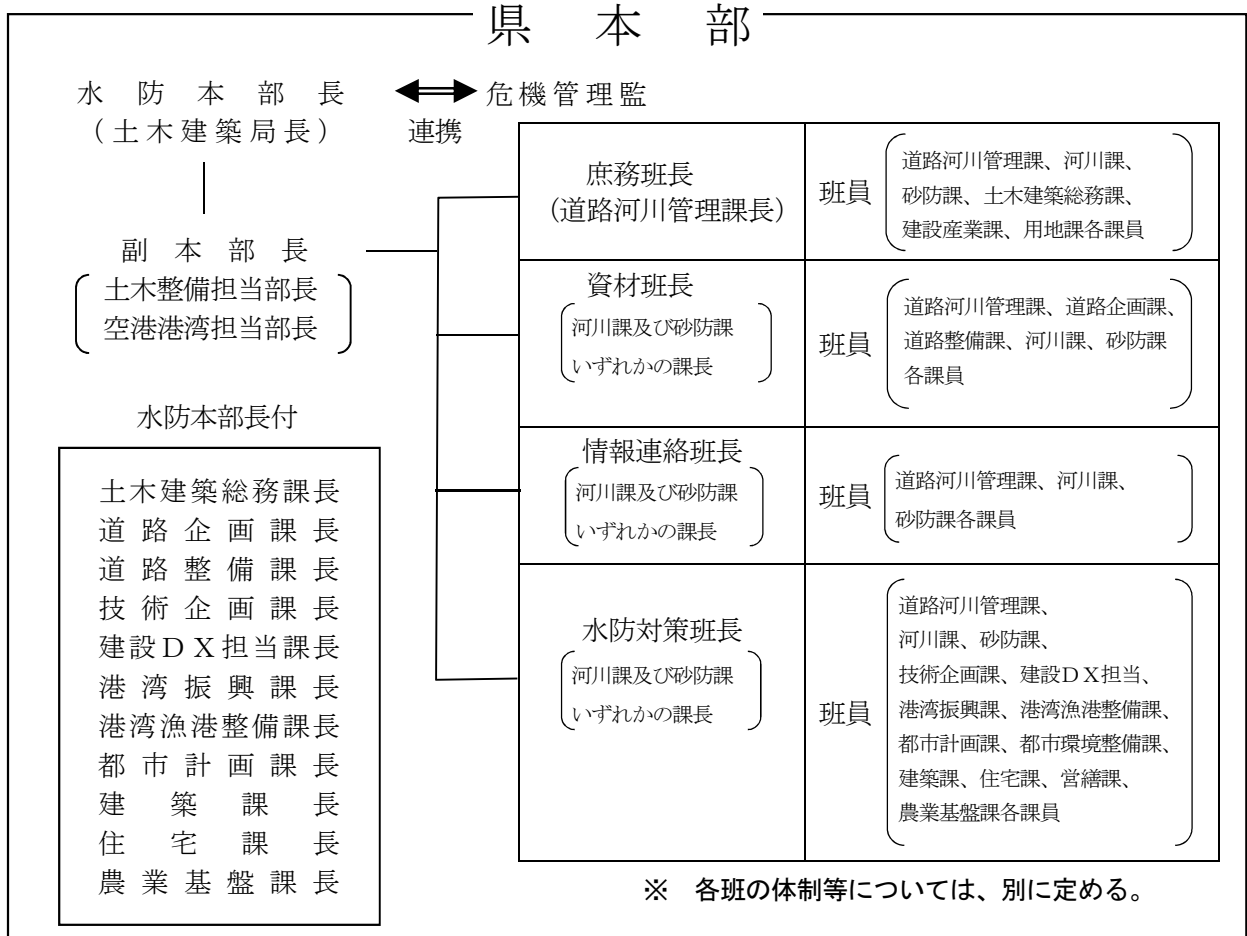 県本部
水防本部長
危機管理監
（土木建築局長）
連携
副本部長
土木整備担当部長
空港港湾担当部長
水防本部長付
土木建築総務課長
道路企画課長
道路整備課長
技術企画課長
建設ＤＸ担当課長
港湾振興課長
港湾漁港整備課長
都市計画課長
建築課長
住宅課長
農業基盤課長
庶務班長
（道路河川管理課長）
班員
道路河川管理課、河川課、
砂防課、土木建築総務課、
建設産業課、用地課各課員
資材班長
河川課及び砂防課
いずれかの課長
班員
道路河川管理課、道路企画課、
道路整備課、河川課、砂防課
各課員
情報連絡班長
河川課及び砂防課
いずれかの課長
班員
道路河川管理課、河川課、
砂防課各課員
水防対策班長
河川課及び砂防課
いずれかの課長
班員
道路河川管理課、
河川課、砂防課、
技術企画課、建設ＤＸ担当、
港湾振興課、港湾漁港整備課、
都市計画課、都市環境整備課、
建築課、住宅課、営繕課、
農業基盤課各課員
※　各班の体制等については、別に定める。